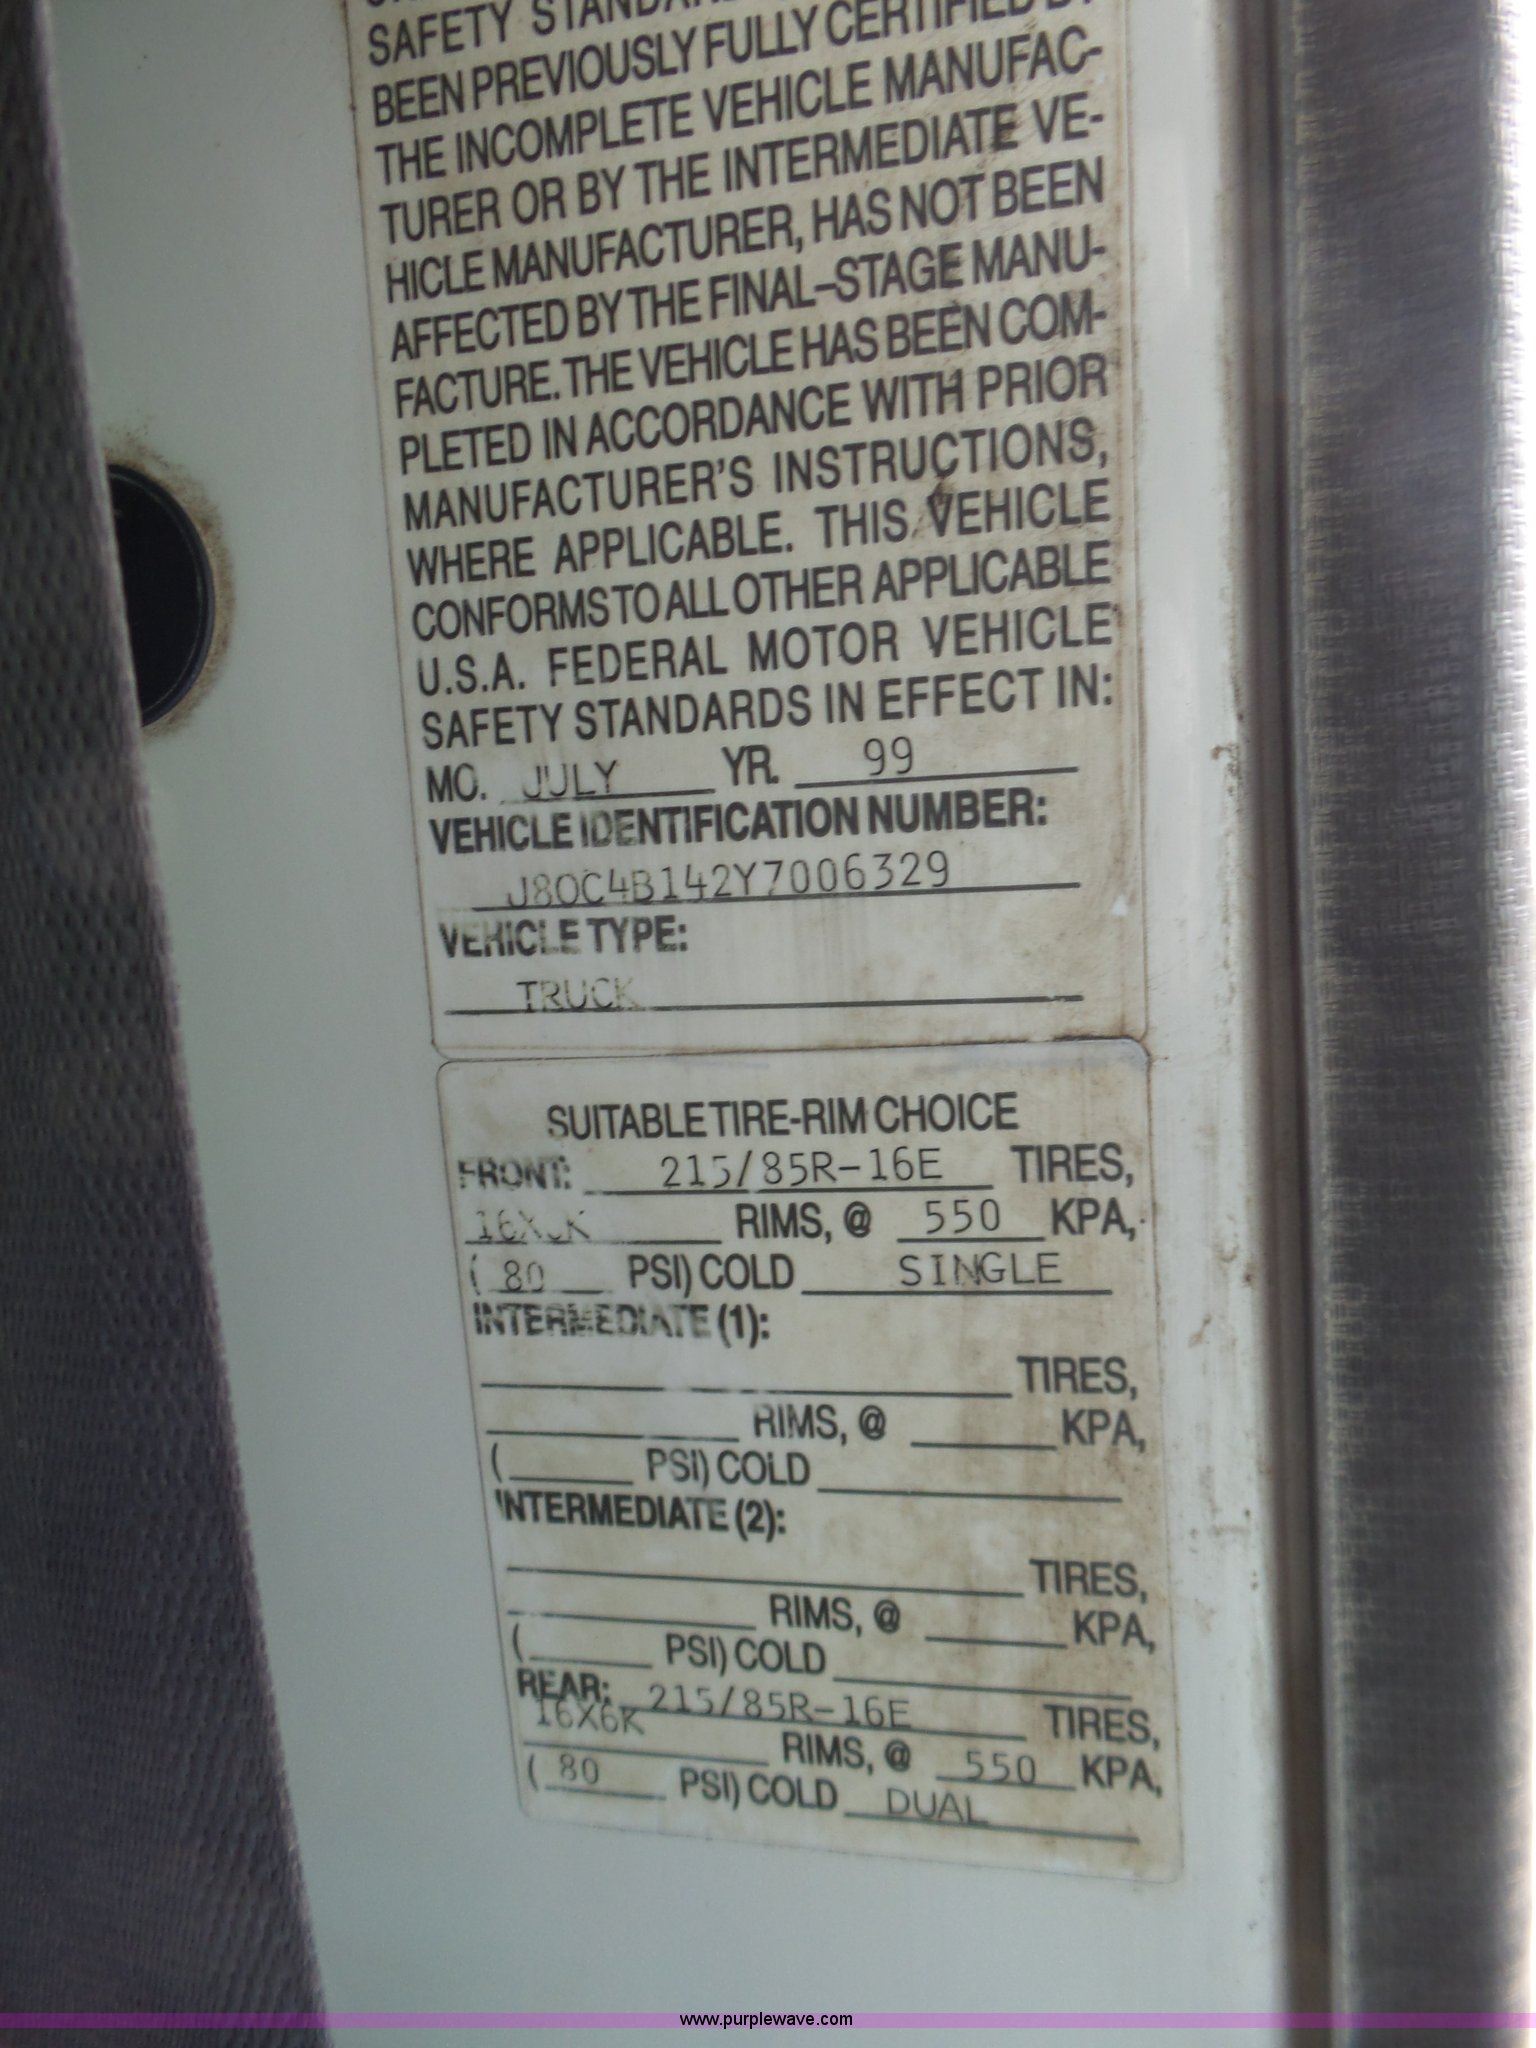 SAFETY STANDAR
BEEN PREVIOUSLY FULLY CERTIFIED BY
THE INCOMPLETE VEHICLE MANUFAC-
TURER OR BY THE INTERMEDIATE VE-
HICLE MANUFACTURER, HAS NOT BEEN
AFFECTED BY THE FINAL-STAGE MANU-
FACTURE. THE VEHICLE HAS BEEN COM-
PLETED IN ACCORDANCE WITH PRIOR
MANUFACTURER'S INSTRUCTIONS,
WHERE APPLICABLE. THIS VEHICLE
CONFORMS TO ALL OTHER APPLICABLE
U.S.A. FEDERAL MOTOR VEHICLE
SAFETY STANDARDS IN EFFECT IN:
MO. JULY YR. 99
VEHICLE IDENTIFICATION NUMBER:
J8OC4B142Y7006329
VEHICLE TYPE:
TRUCK
SUITABLE TIRE-RIM CHOICE
FRONT: 215/85R-16E TIRES,
16X6K RIMS, @ 550 KPA,
( 80 PSI) COLD SINGLE
INTERMEDIATE (1):
TIRES,
RIMS, @ KPA,
( PSI) COLD
INTERMEDIATE (2):
TIRES,
RIMS, @ KPA,
( PSI) COLD
REAR: 215/85R-16E TIRES,
16X6K RIMS, @ 550 KPA,
( 80 PSI) COLD DUAL
www.purplewave.com